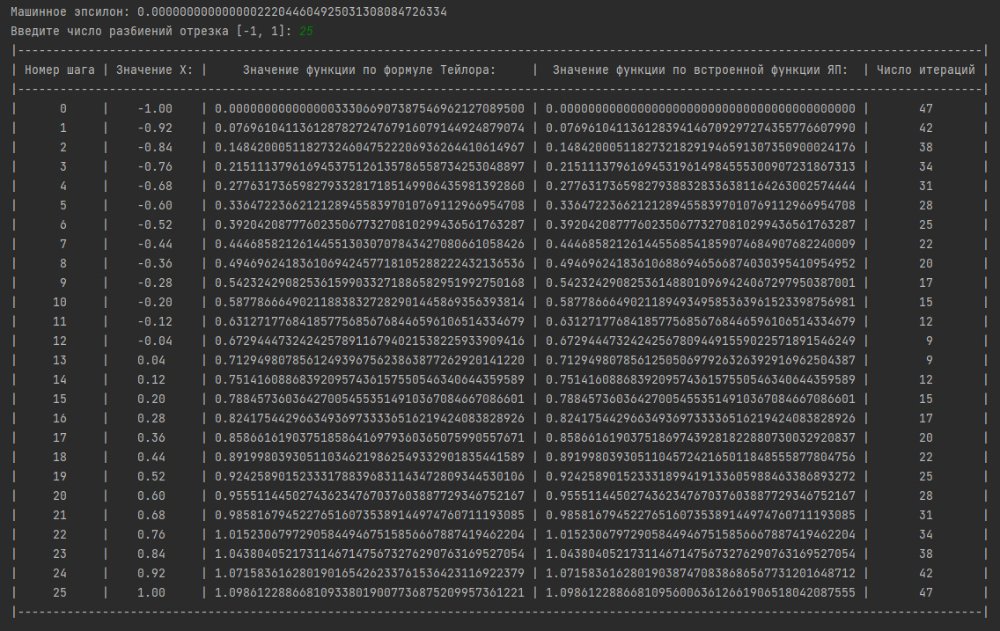 Машинное эпсилон: 0.0000000000000002220446049250313080847​26334
Введите число разбиений отрезка [-1, 1]: 25
|-----------------------------------------------------------------------------------------------------------------------------------------|
| Номер шага | Значение X: | Значение функции по формуле Тейлора: | Значение функции по встроенной функции ЯП: | Число итераций |
|-----------------------------------------------------------------------------------------------------------------------------------------|
| 0 | -1.00 | 0.000000000000000333066907387546962127089500 | 0.000000000000000000000000000000000000000000 | 47 |
| 1 | -0.92 | 0.076961041136128782724767916079144924879074 | 0.076961041136128394146709297274355776607990 | 42 |
| 2 | -0.84 | 0.148420005118273246047522206936264410614967 | 0.148420005118273218291946591307350900024176 | 38 |
| 3 | -0.76 | 0.215111379616945375126135786558734253048897 | 0.215111379616945319614984555300907231867313 | 34 |
| 4 | -0.68 | 0.277631736598279332817185149906435981392860 | 0.277631736598279388328336381164263002574444 | 31 |
| 5 | -0.60 | 0.336472236621212894558397010769112966954708 | 0.336472236621212894558397010769112966954708 | 28 |
| 6 | -0.52 | 0.392042087776023506773270810299436561763287 | 0.392042087776023506773270810299436561763287 | 25 |
| 7 | -0.44 | 0.444685821261445513030707843427080661058426 | 0.444685821261445568541859074684907682240009 | 22 |
| 8 | -0.36 | 0.494696241836106942457718105288222432136536 | 0.494696241836106886946566874030395410954952 | 20 |
| 9 | -0.28 | 0.542324290825361599033271886582951992750168 | 0.542324290825361488010969424067297950387001 | 17 |
| 10 | -0.20 | 0.587786664902118838327282901445869356393814 | 0.587786664902118949349585363961523398756981 | 15 |
| 11 | -0.12 | 0.631271776841857756856768446596106514334679 | 0.631271776841857756856768446596106514334679 | 12 |
| 12 | -0.04 | 0.672944473242425789116794021538225933909416 | 0.672944473242425678094491559022571891546249 | 9 |
| 13 | 0.04 | 0.712949807856124939675623863877262920141220 | 0.712949807856125050697926326392916962504387 | 9 |
| 14 | 0.12 | 0.751416088683920957436157550546340644359589 | 0.751416088683920957436157550546340644359589 | 12 |
| 15 | 0.20 | 0.788457360364270054553514910367084667086601 | 0.788457360364270054553514910367084667086601 | 15 |
| 16 | 0.28 | 0.824175442966349369733336516219424083828926 | 0.824175442966349369733336516219424083828926 | 17 |
| 17 | 0.36 | 0.858661619037518586416979360365075990557671 | 0.858661619037518697439281822880730032920837 | 20 |
| 18 | 0.44 | 0.891998039305110346219862549332901835441589 | 0.891998039305110457242165011848555877804756 | 22 |
| 19 | 0.52 | 0.924258901523331788396831143472809344530106 | 0.924258901523331899419133605988463386893272 | 25 |
| 20 | 0.60 | 0.955511445027436234767037603887729346752167 | 0.955511445027436234767037603887729346752167 | 28 |
| 21 | 0.68 | 0.985816794522765160735389144974760711193085 | 0.985816794522765160735389144974760711193085 | 31 |
| 22 | 0.76 | 1.015230679729058449467515856667887419462204 | 1.015230679729058449467515856667887419462204 | 34 |
| 23 | 0.84 | 1.043804052173114671475673276290763169527054 | 1.043804052173114671475673276290763169527054 | 38 |
| 24 | 0.92 | 1.071583616280190165426233761536423116922379 | 1.071583616280190387470838686567731201648712 | 42 |
| 25 | 1.00 | 1.098612288668109338019007736875209957361221 | 1.098612288668109560063612661906518042087555 | 47 |
|-----------------------------------------------------------------------------------------------------------------------------------------|